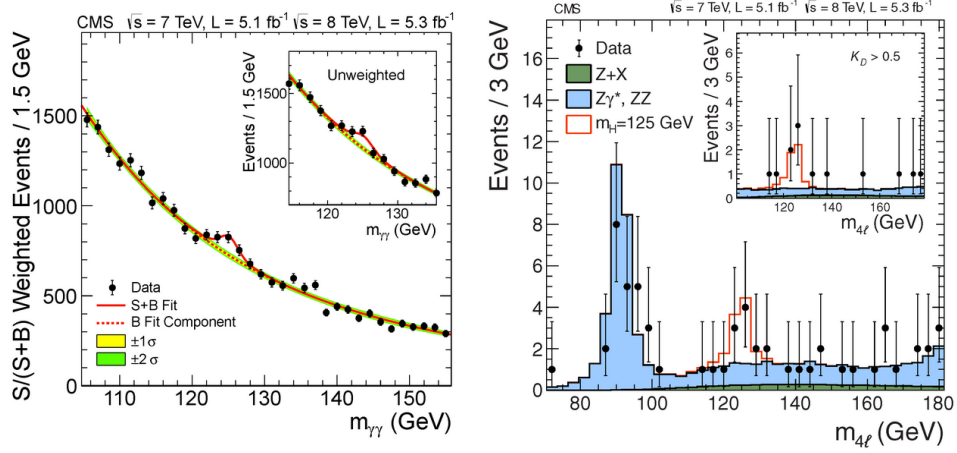 CMS √s = 7 TeV, L = 5.1 fb⁻¹ √s = 8 TeV, L = 5.3 fb⁻¹
S/(S+B) Weighted Events / 1.5 GeV
1500
1000
500
0
110 120 130 140 150
mγγ (GeV)
Data
S+B Fit
B Fit Component
±1σ
±2 σ
Unweighted
Events / 1.5 GeV
1500
1000
120 130
mγγ (GeV)
CMS √s = 7 TeV, L = 5.1 fb⁻¹ √s = 8 TeV, L = 5.3 fb⁻¹
Events / 3 GeV
16
14
12
10
8
6
4
2
0
80 100 120 140 160 180
m4ℓ (GeV)
Data
Z+X
Zγ*, ZZ
mH=125 GeV
K_D > 0.5
Events / 3 GeV
6
5
4
3
2
1
0
120 140 160
m4ℓ (GeV)